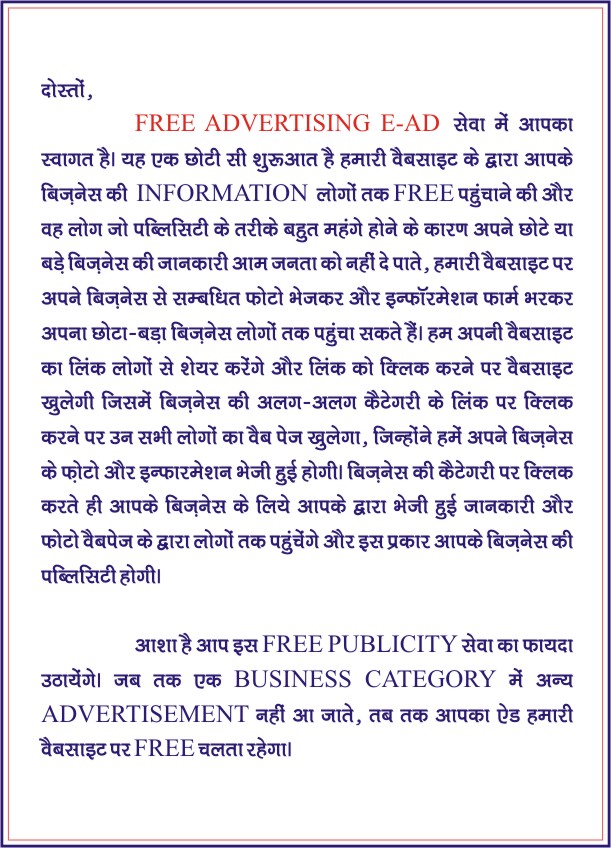 दोस्तों,
FREE ADVERTISING E-AD सेवा में आपका
स्वागत है। यह एक छोटी सी शुरूआत है हमारी वैबसाइट के द्वारा आपके
बिज़नेस की INFORMATION लोगों तक FREE पहुंचाने की और
वह लोग जो पब्लिसिटी के तरीके बहुत महंगे होने के कारण अपने छोटे या
बड़े बिज़नेस की जानकारी आम जनता को नहीं दे पाते, हमारी वैबसाइट पर
अपने बिज़नेस से सम्बधित फोटो भेजकर और इन्फॉरमेशन फार्म भरकर
अपना छोटा-बड़ा बिज़नेस लोगों तक पहुंचा सकते हैं। हम अपनी वैबसाइट
का लिंक लोगों से शेयर करेंगे और लिंक को क्लिक करने पर वैबसाइट
खुलेगी जिसमें बिज़नेस की अलग-अलग कैटेगरी के लिंक पर क्लिक
करने पर उन सभी लोगों का वैब पेज खुलेगा, जिन्होंने हमें अपने बिज़नेस
के फ़ोटो और इन्फारमेशन भेजी हुई होगी। बिज़नेस की कैटेगरी पर क्लिक
करते ही आपके बिज़नेस के लिये आपके द्वारा भेजी हुई जानकारी और
फोटो वैबपेज के द्वारा लोगों तक पहुंचेंगे और इस प्रकार आपके बिज़नेस की
पब्लिसिटी होगी।
आशा है आप इस FREE PUBLICITY सेवा का फायदा
उठायेंगे। जब तक एक BUSINESS CATEGORY में अन्य
ADVERTISEMENT नहीं आ जाते, तब तक आपका ऐड हमारी
वैबसाइट पर FREE चलता रहेगा।